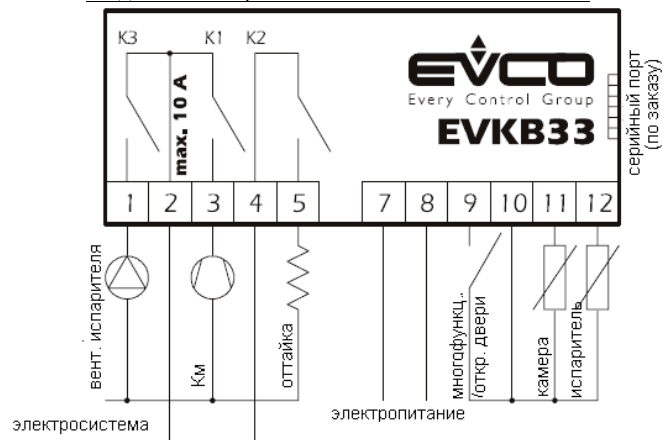 K3 K1 K2
max. 10 A
EVCO
Every Control Group
EVKB33
серийный порт
(по заказу)
1 2 3 4 5 7 8 9 10 11 12
вент. испарителя
Км
оттайка
многофункц..
/откр. двери
камера
испаритель
электросистема
электропитание